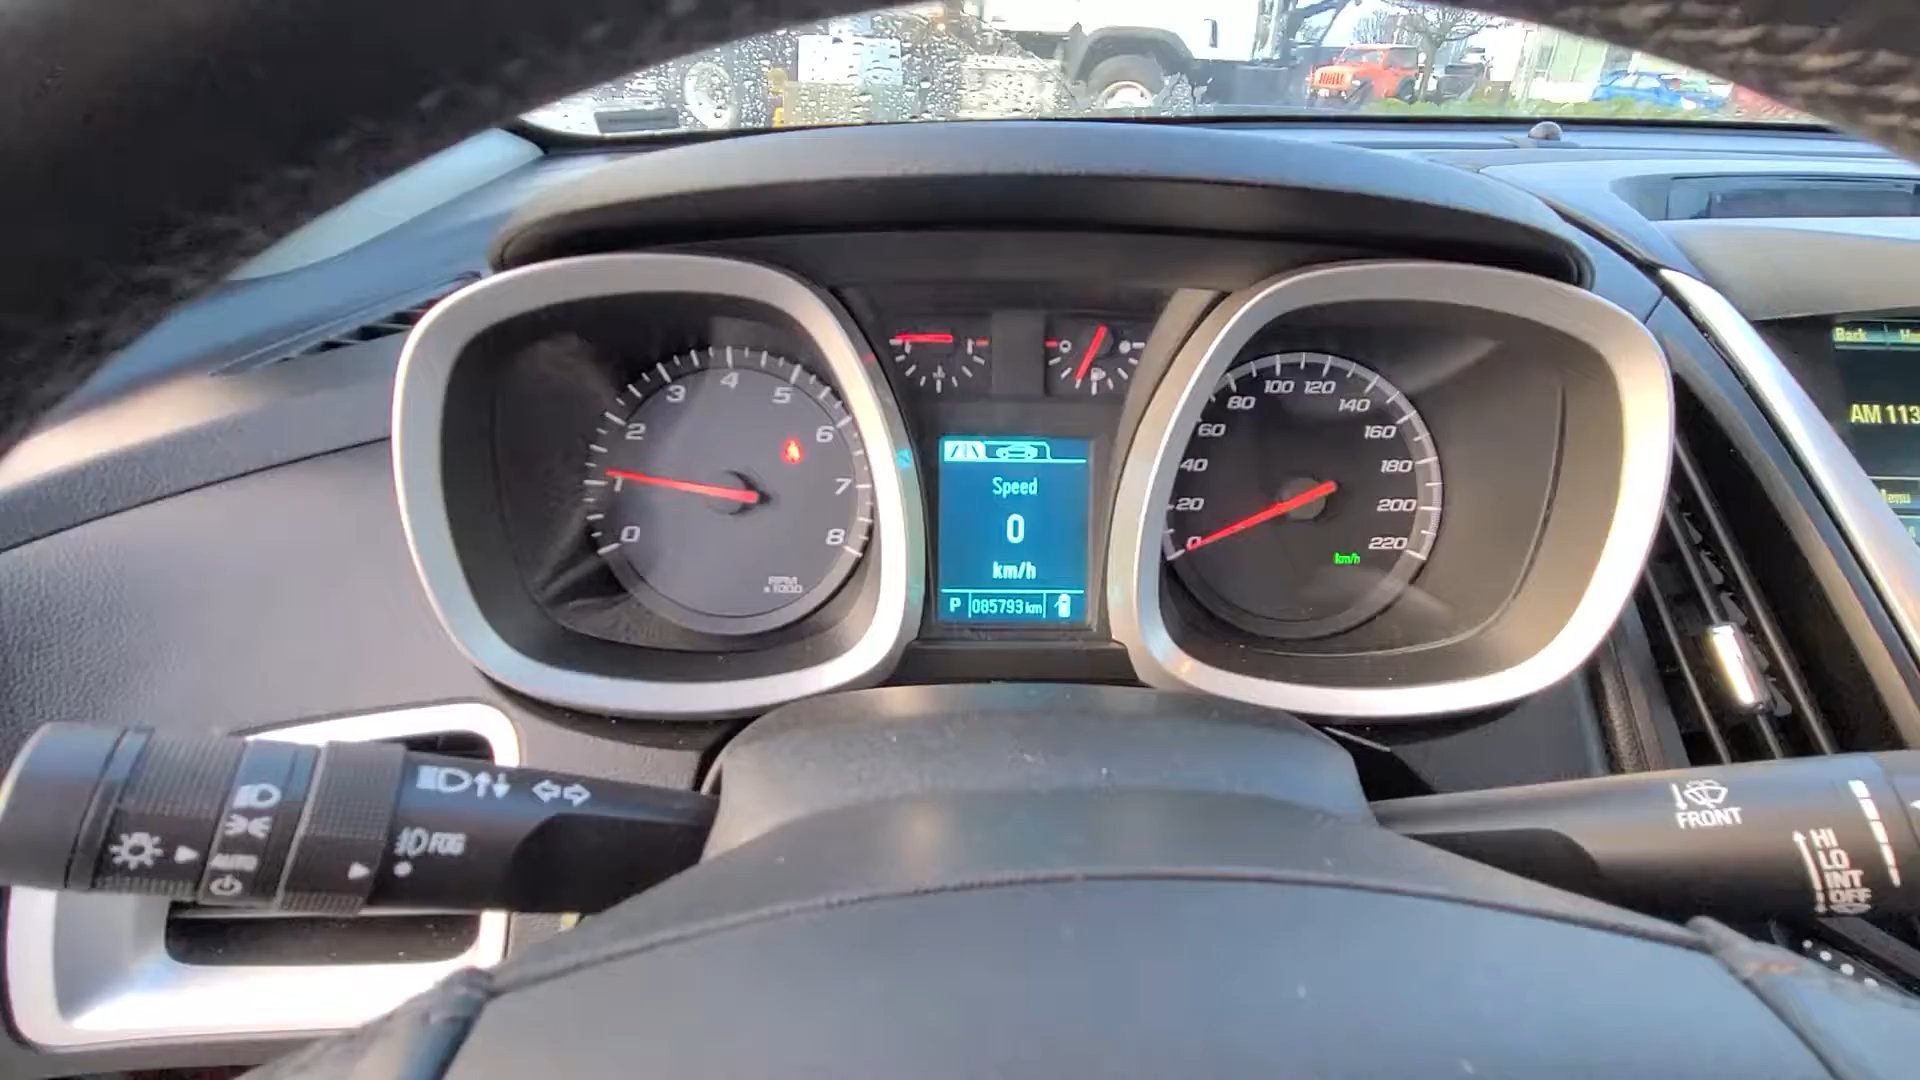 Back
AM 113
Menu
3
4
5
2
6
1
7
0
8
RPM
x 1000
Speed
0
km/h
P 085793 km
100 120
80 140
60 160
40 180
20 200
0 220
km/h
AUTO
FOG
FRONT
HI
LO
INT
OFF